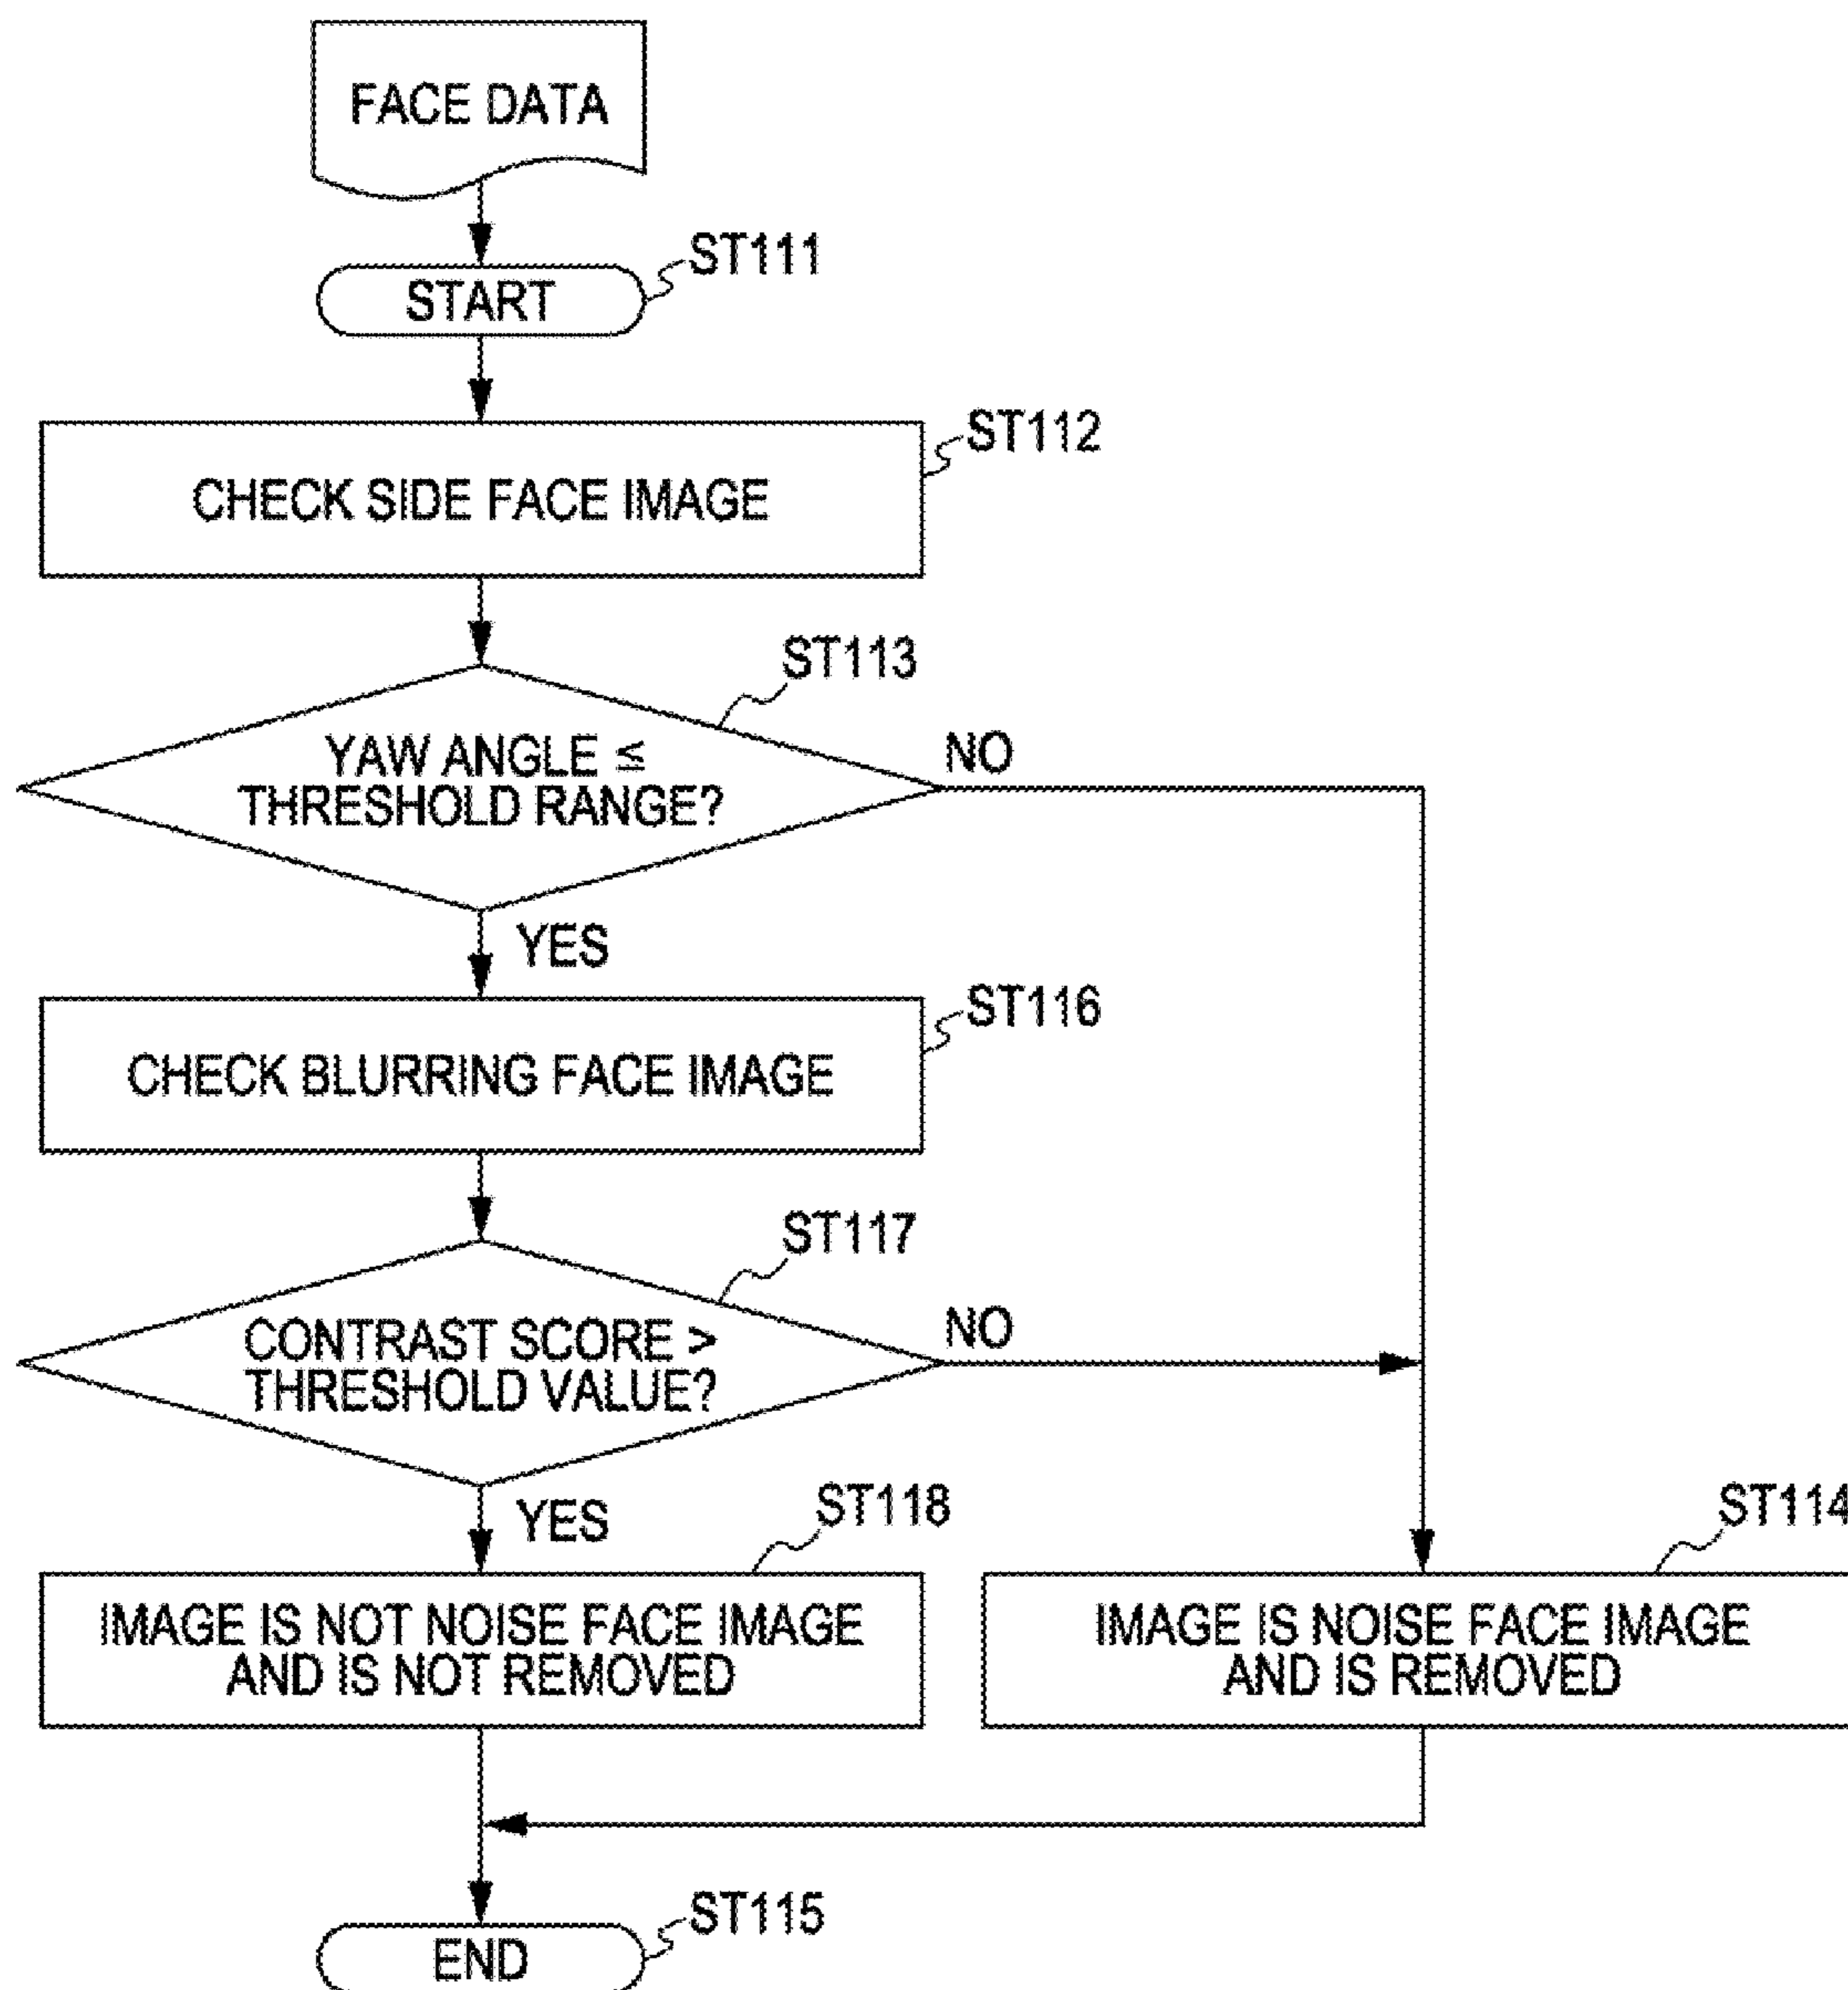 FACE DATA
ST111
START
ST112
CHECK SIDE FACE IMAGE
ST113
YAW ANGLE ≦
THRESHOLD RANGE?
NO
YES
ST116
CHECK BLURRING FACE IMAGE
ST117
CONTRAST SCORE >
THRESHOLD VALUE?
NO
YES
ST118
IMAGE IS NOT NOISE FACE IMAGE
AND IS NOT REMOVED
ST114
IMAGE IS NOISE FACE IMAGE
AND IS REMOVED
ST115
END